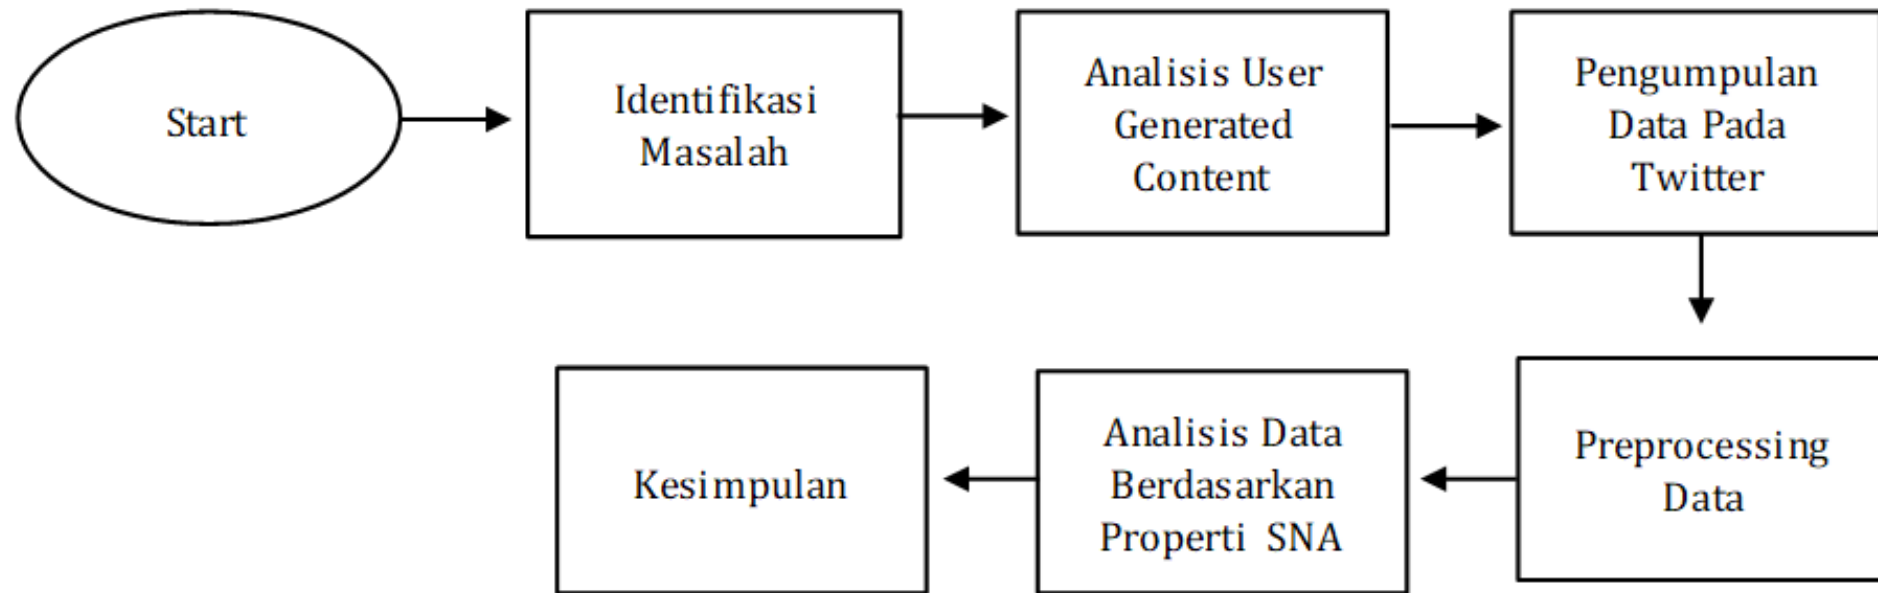 Start
Identifikasi
Masalah
Analisis User
Generated
Content
Pengumpulan
Data Pada
Twitter
Preprocessing
Data
Analisis Data
Berdasarkan
Properti SNA
Kesimpulan